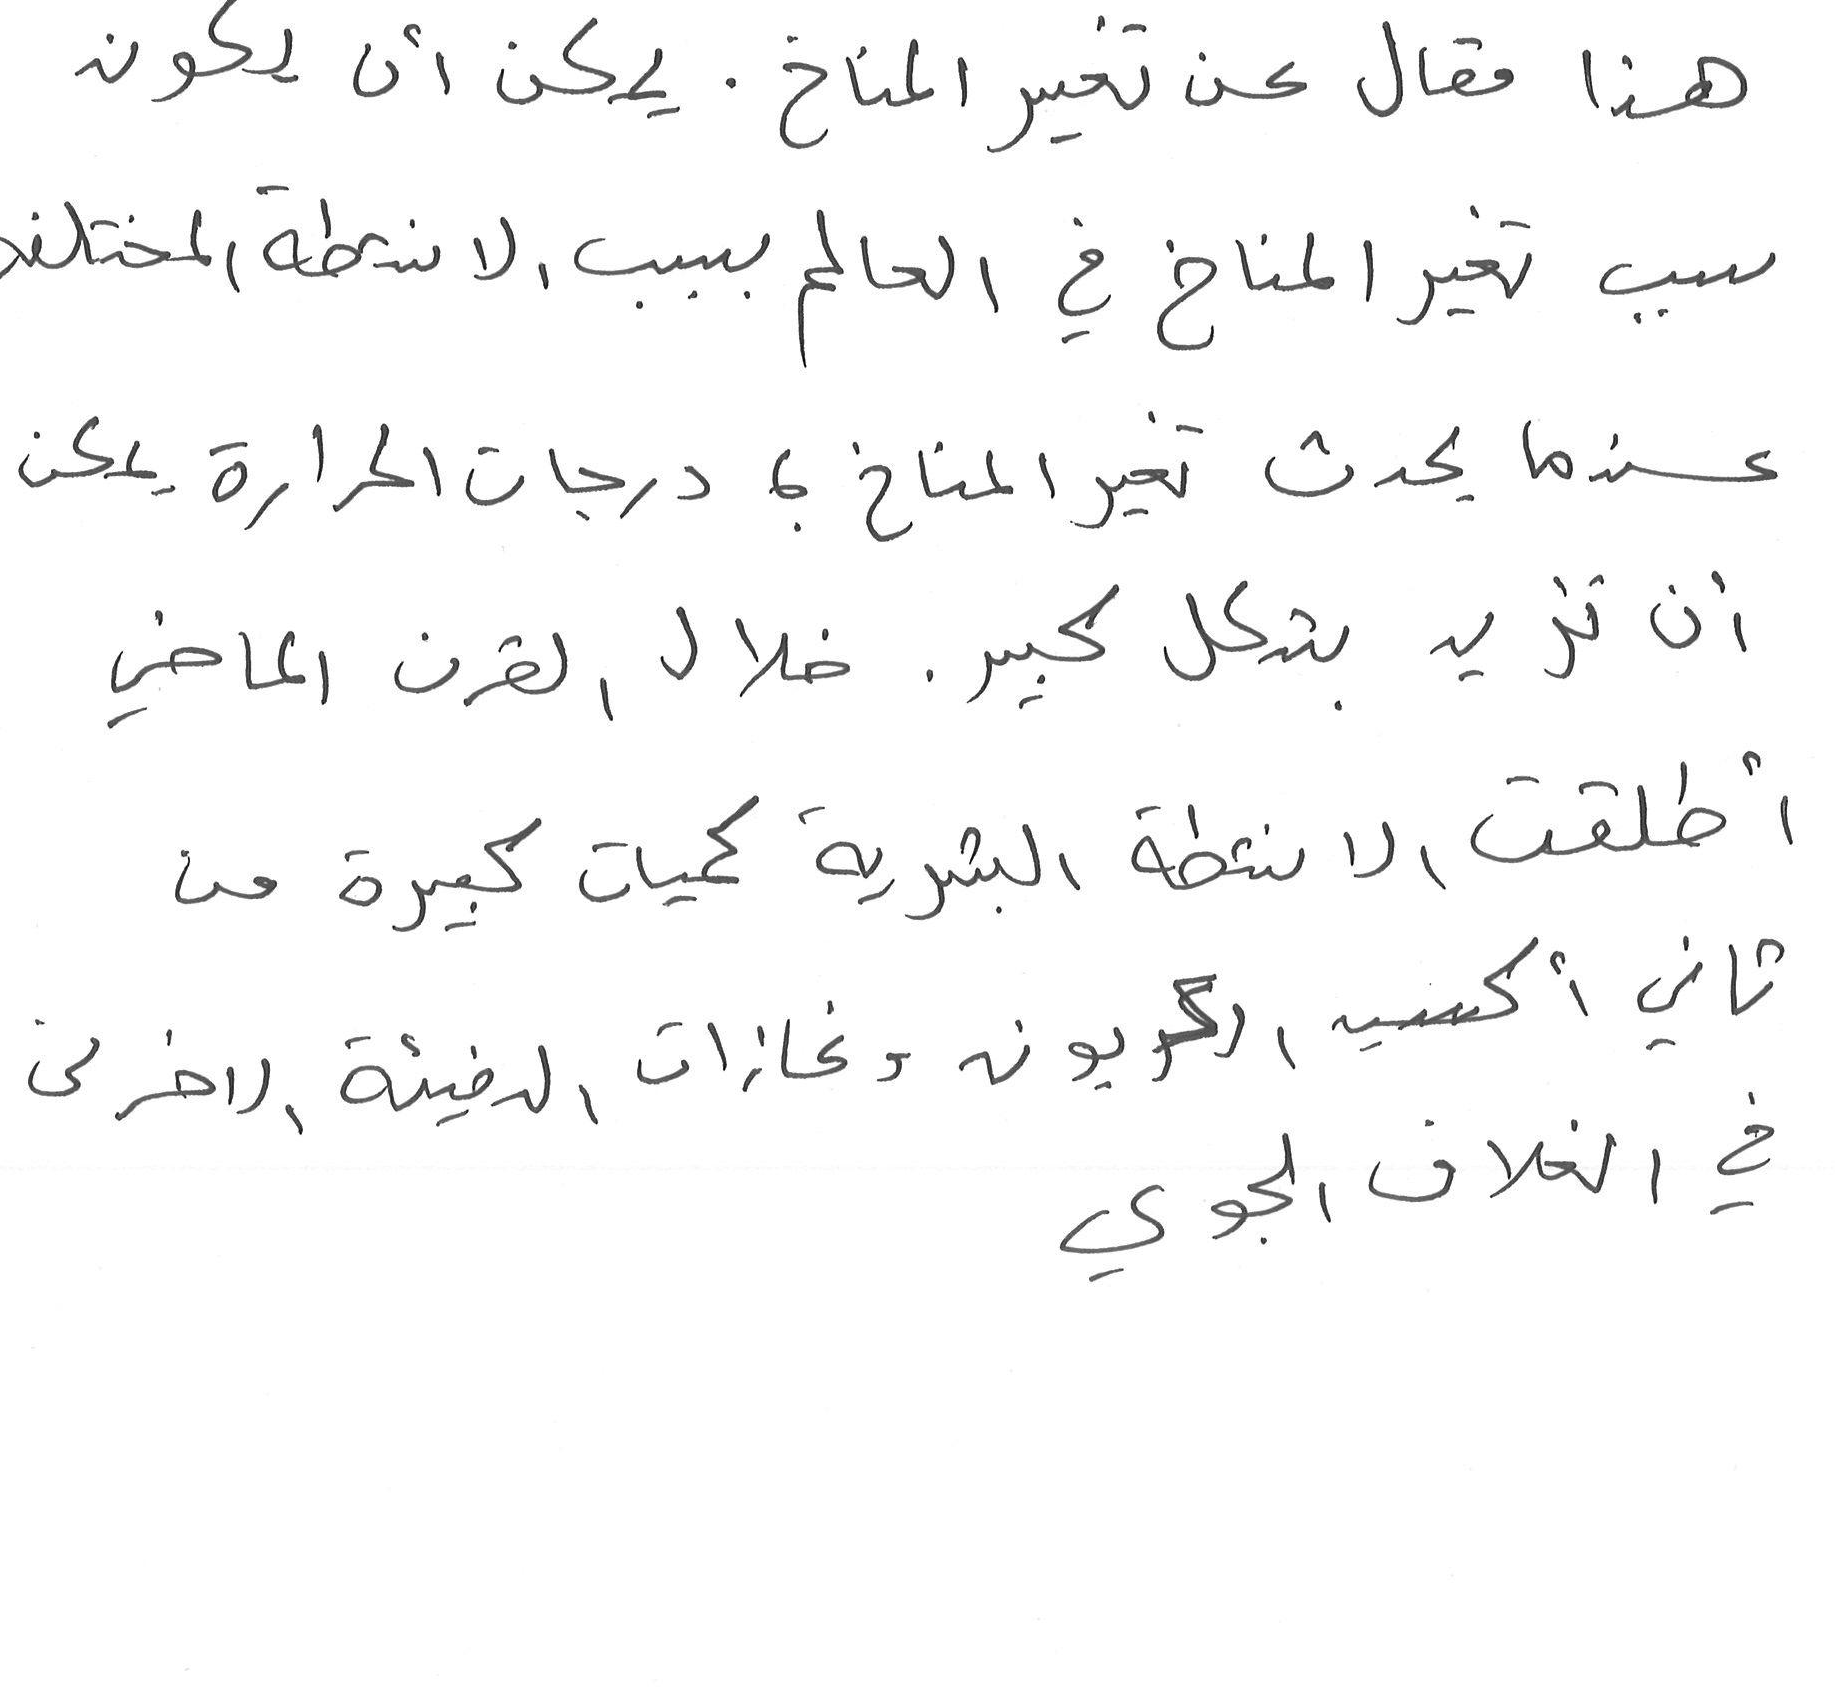 هذا مقال عن تغير المناخ. يمكن أن يكون
سبب تغير المناخ في العالم بسبب الانشطة المختلفة
عندما يحدث تغير المناخ، درجات الحرارة يمكن
أن تزيد بشكل كبير. خلال القرن الماضي
أطلقت الانشطة البشرية كميات كبيرة من
ثاني أكسيد الكربون وغازات الدفيئة الاخرى
في الغلاف الجوي